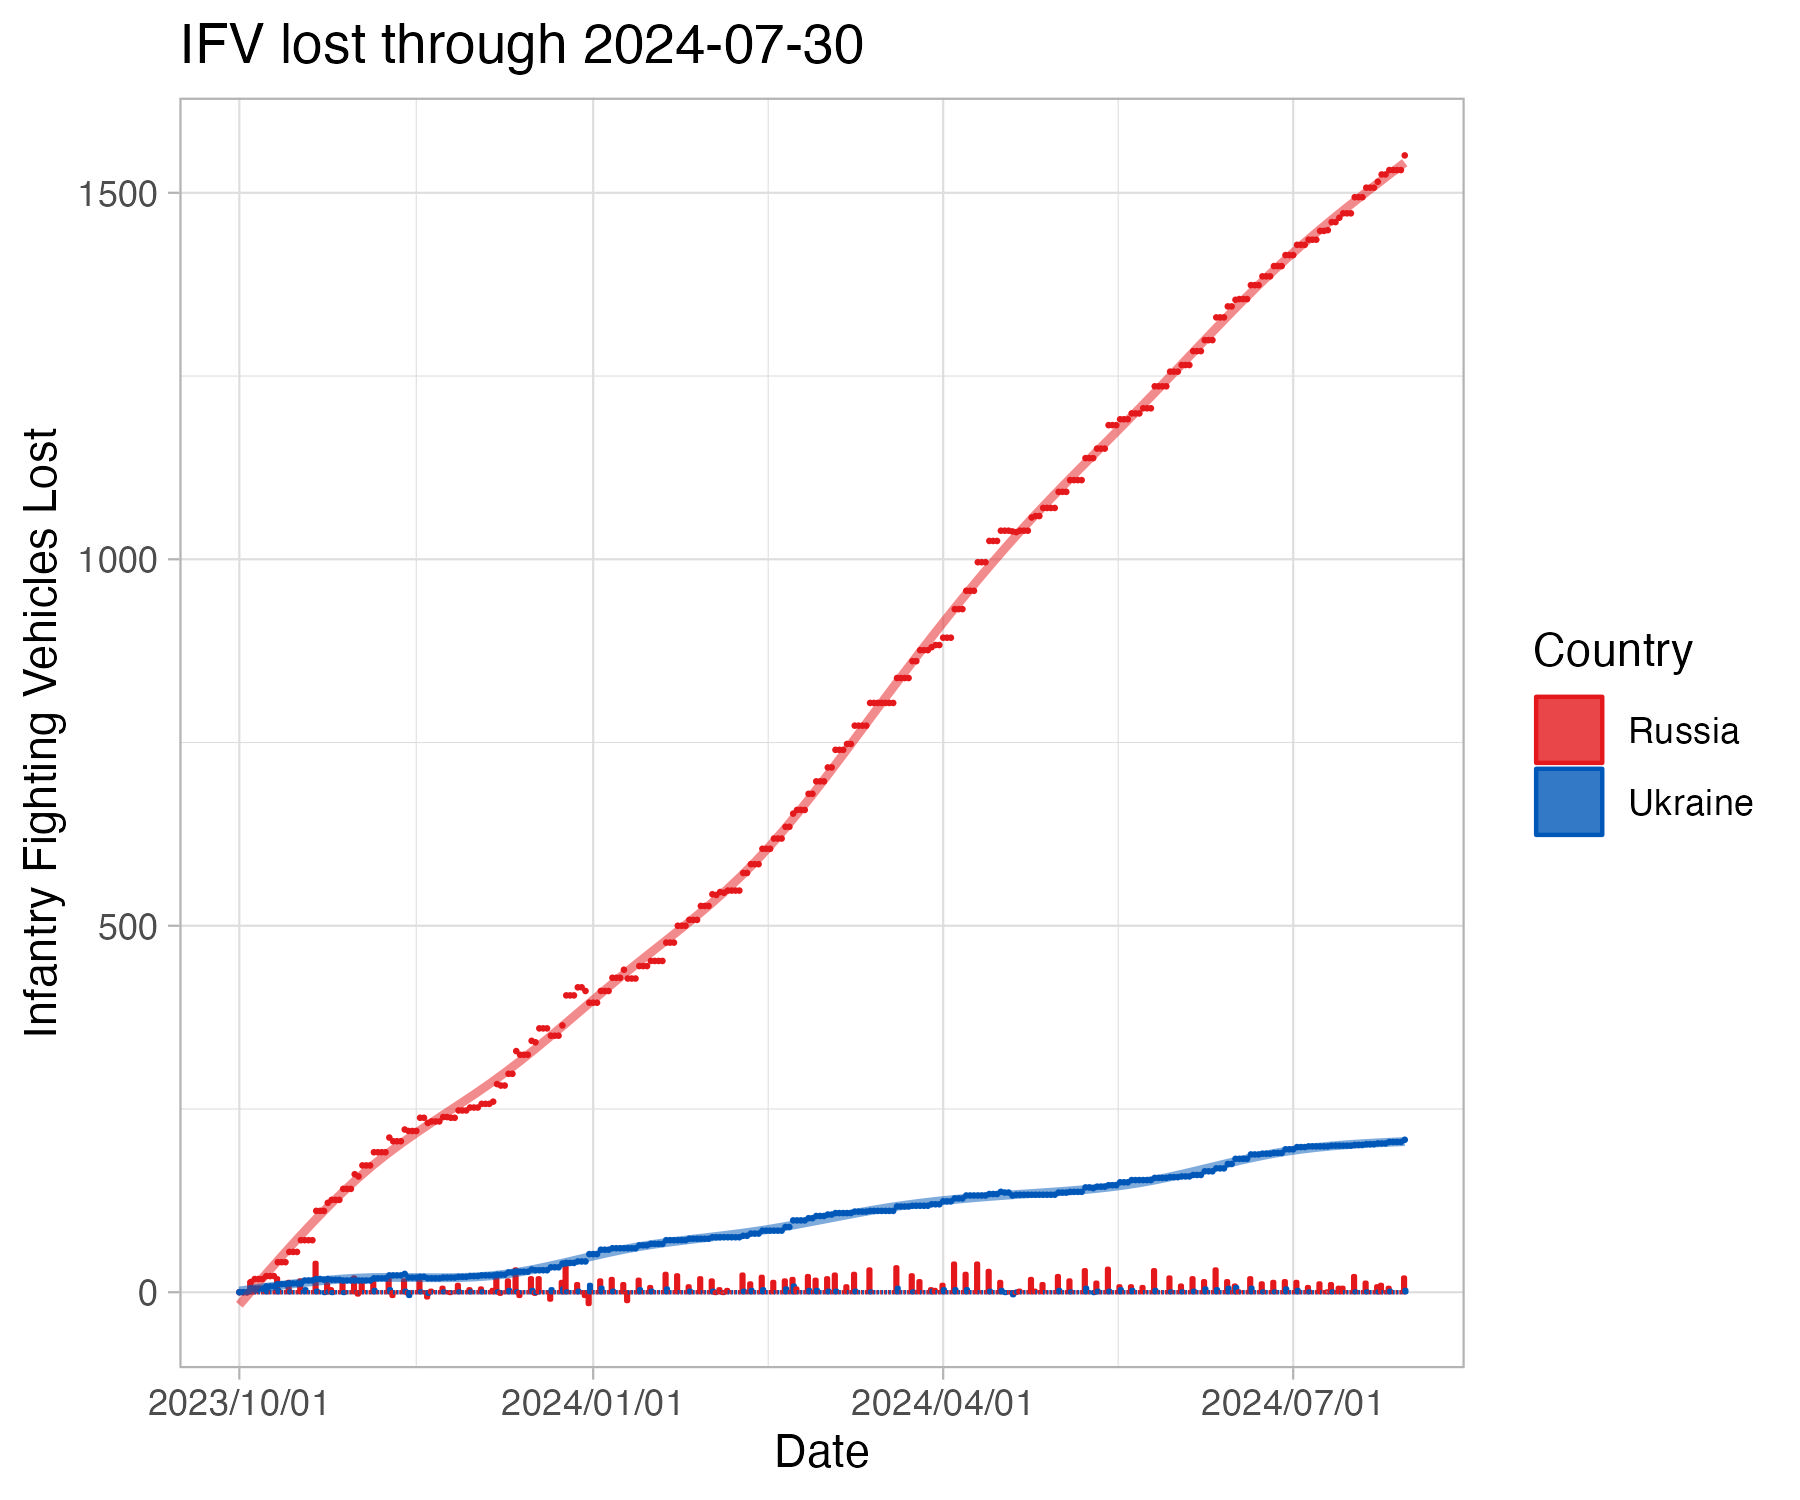 IFV lost through 2024-07-30
Infantry Fighting Vehicles Lost
1500
1000
500
0
2023/10/01
2024/01/01
2024/04/01
2024/07/01
Date
Country
Russia
Ukraine